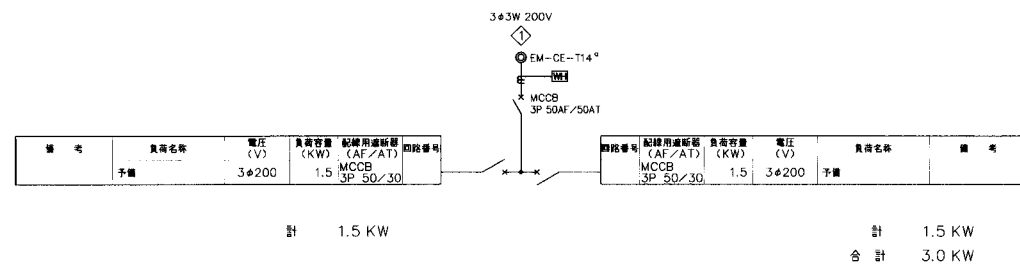 3φ3W 200V
1
EM-CE-T14°
WH
MCCB
3P 50AF/50AT
備 考 負荷名称 電圧 (V) 負荷容量 (KW) 配線用遮断器 (AF/AT) 回路番号
予備 3φ200 1.5 MCCB 3P 50/30
回路番号 配線用遮断器 (AF/AT) 負荷容量 (KW) 電圧 (V) 負荷名称 備 考
MCCB 3P 50/30 1.5 3φ200 予備
計 1.5 KW
計 1.5 KW
合 計 3.0 KW